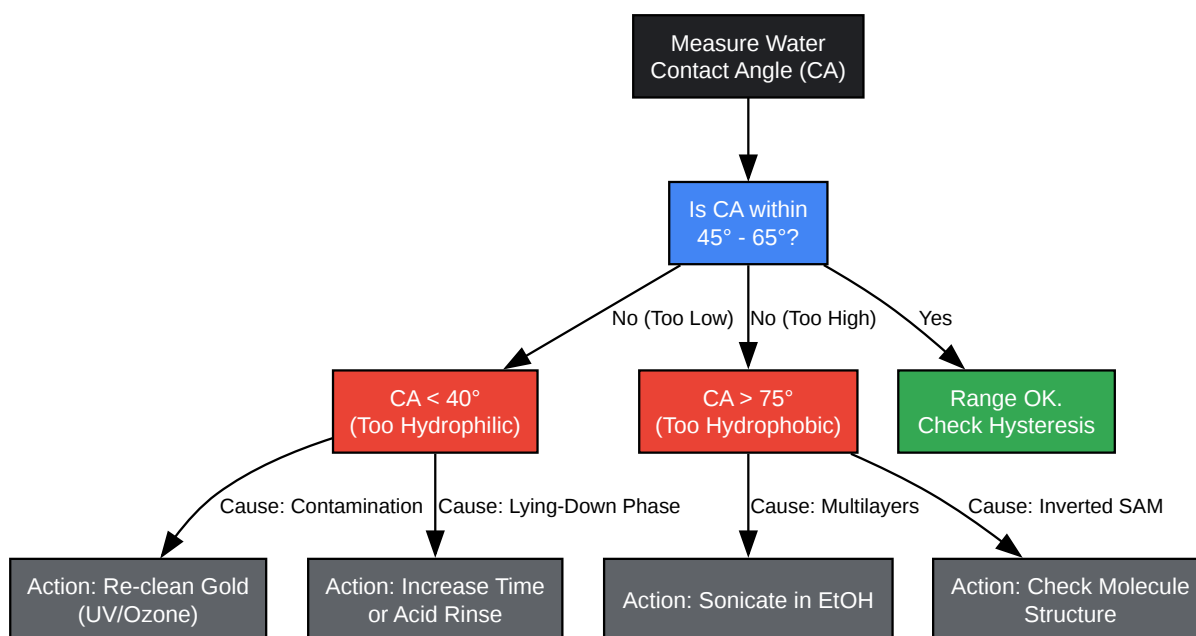 Measure Water
Contact Angle (CA)
Is CA within
45° - 65°?
No (Too Low)
No (Too High)
Yes
CA < 40°
(Too Hydrophilic)
CA > 75°
(Too Hydrophobic)
Range OK.
Check Hysteresis
Cause: Contamination
Cause: Lying-Down Phase
Cause: Multilayers
Cause: Inverted SAM
Action: Re-clean Gold
(UV/Ozone)
Action: Increase Time
or Acid Rinse
Action: Sonicate in EtOH
Action: Check Molecule
Structure